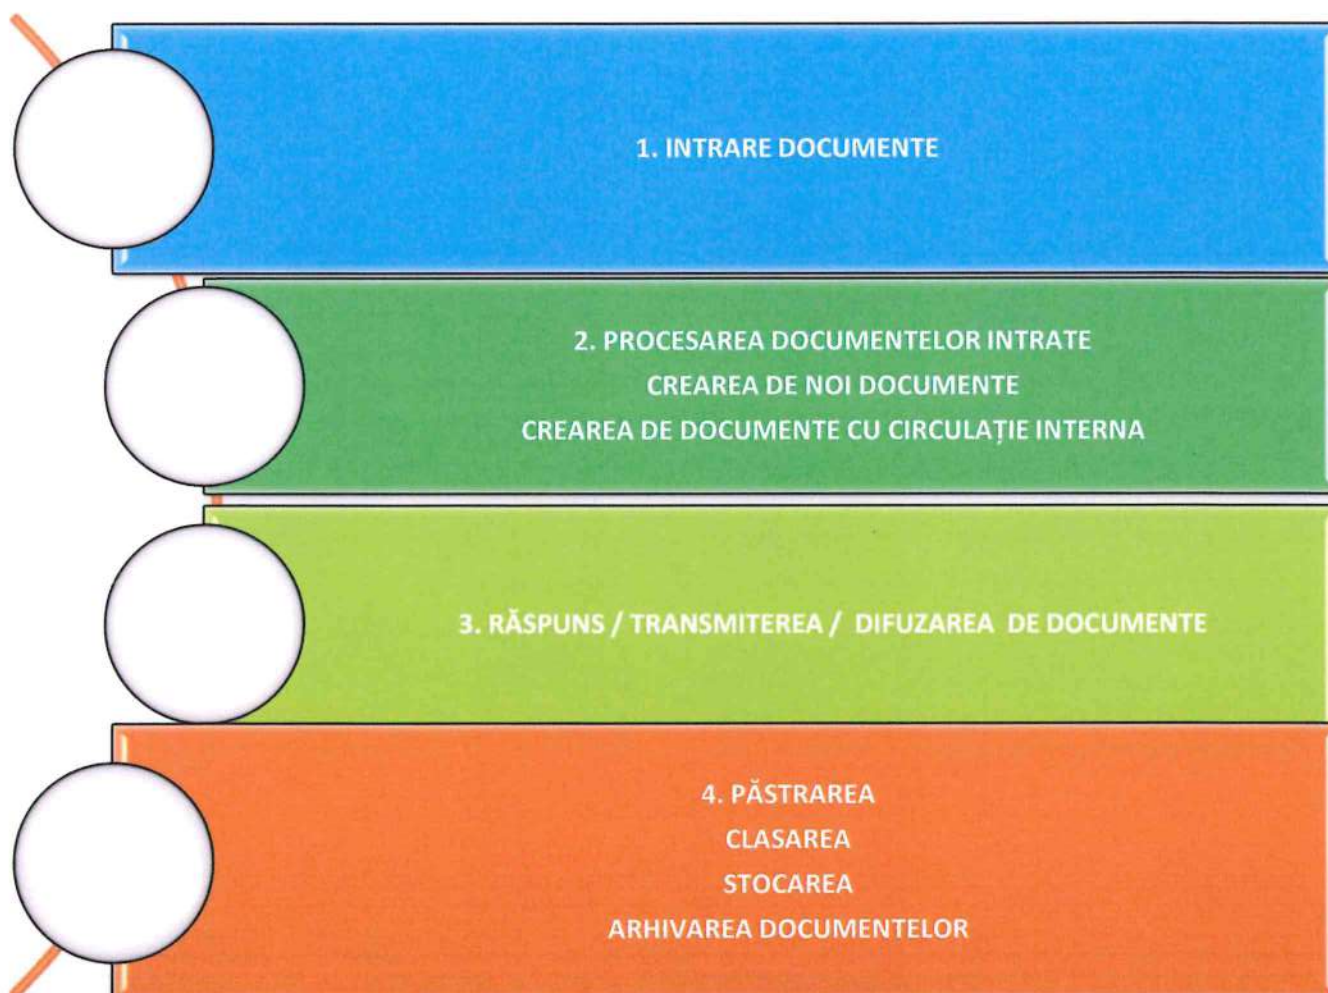 1. INTRARE DOCUMENTE
2. PROCESAREA DOCUMENTELOR INTRATE
CREAREA DE NOI DOCUMENTE
CREAREA DE DOCUMENTE CU CIRCULAȚIE INTERNA
3. RĂSPUNS / TRANSMITEREA / DIFUZAREA DE DOCUMENTE
4. PĂSTRAREA
CLASAREA
STOCAREA
ARHIVAREA DOCUMENTELOR